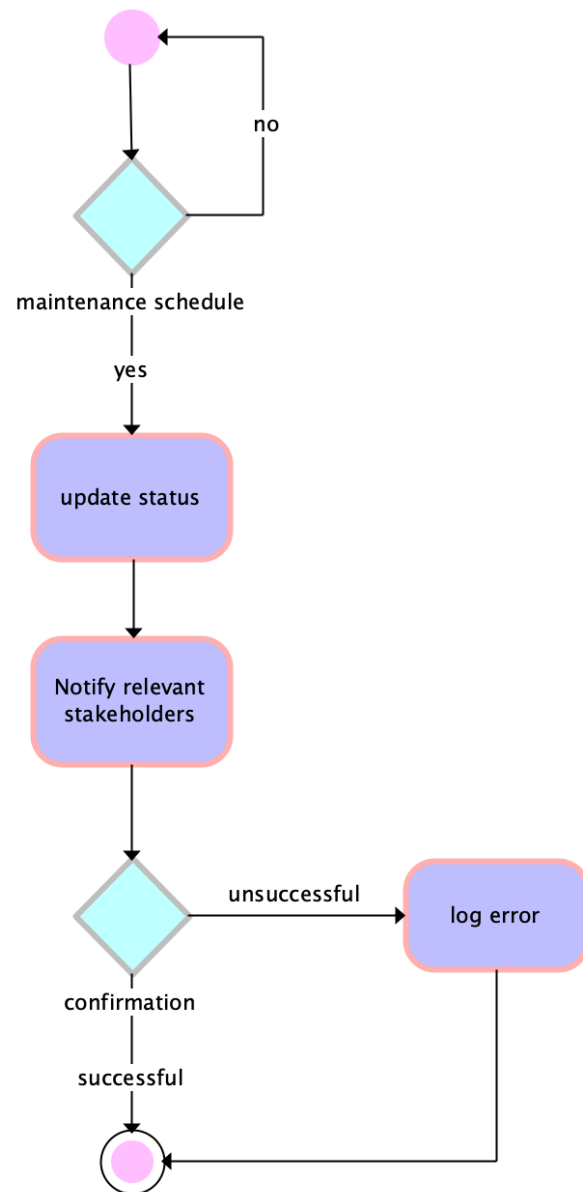 no
maintenance schedule
yes
update status
Notify relevant
stakeholders
unsuccessful
log error
confirmation
successful